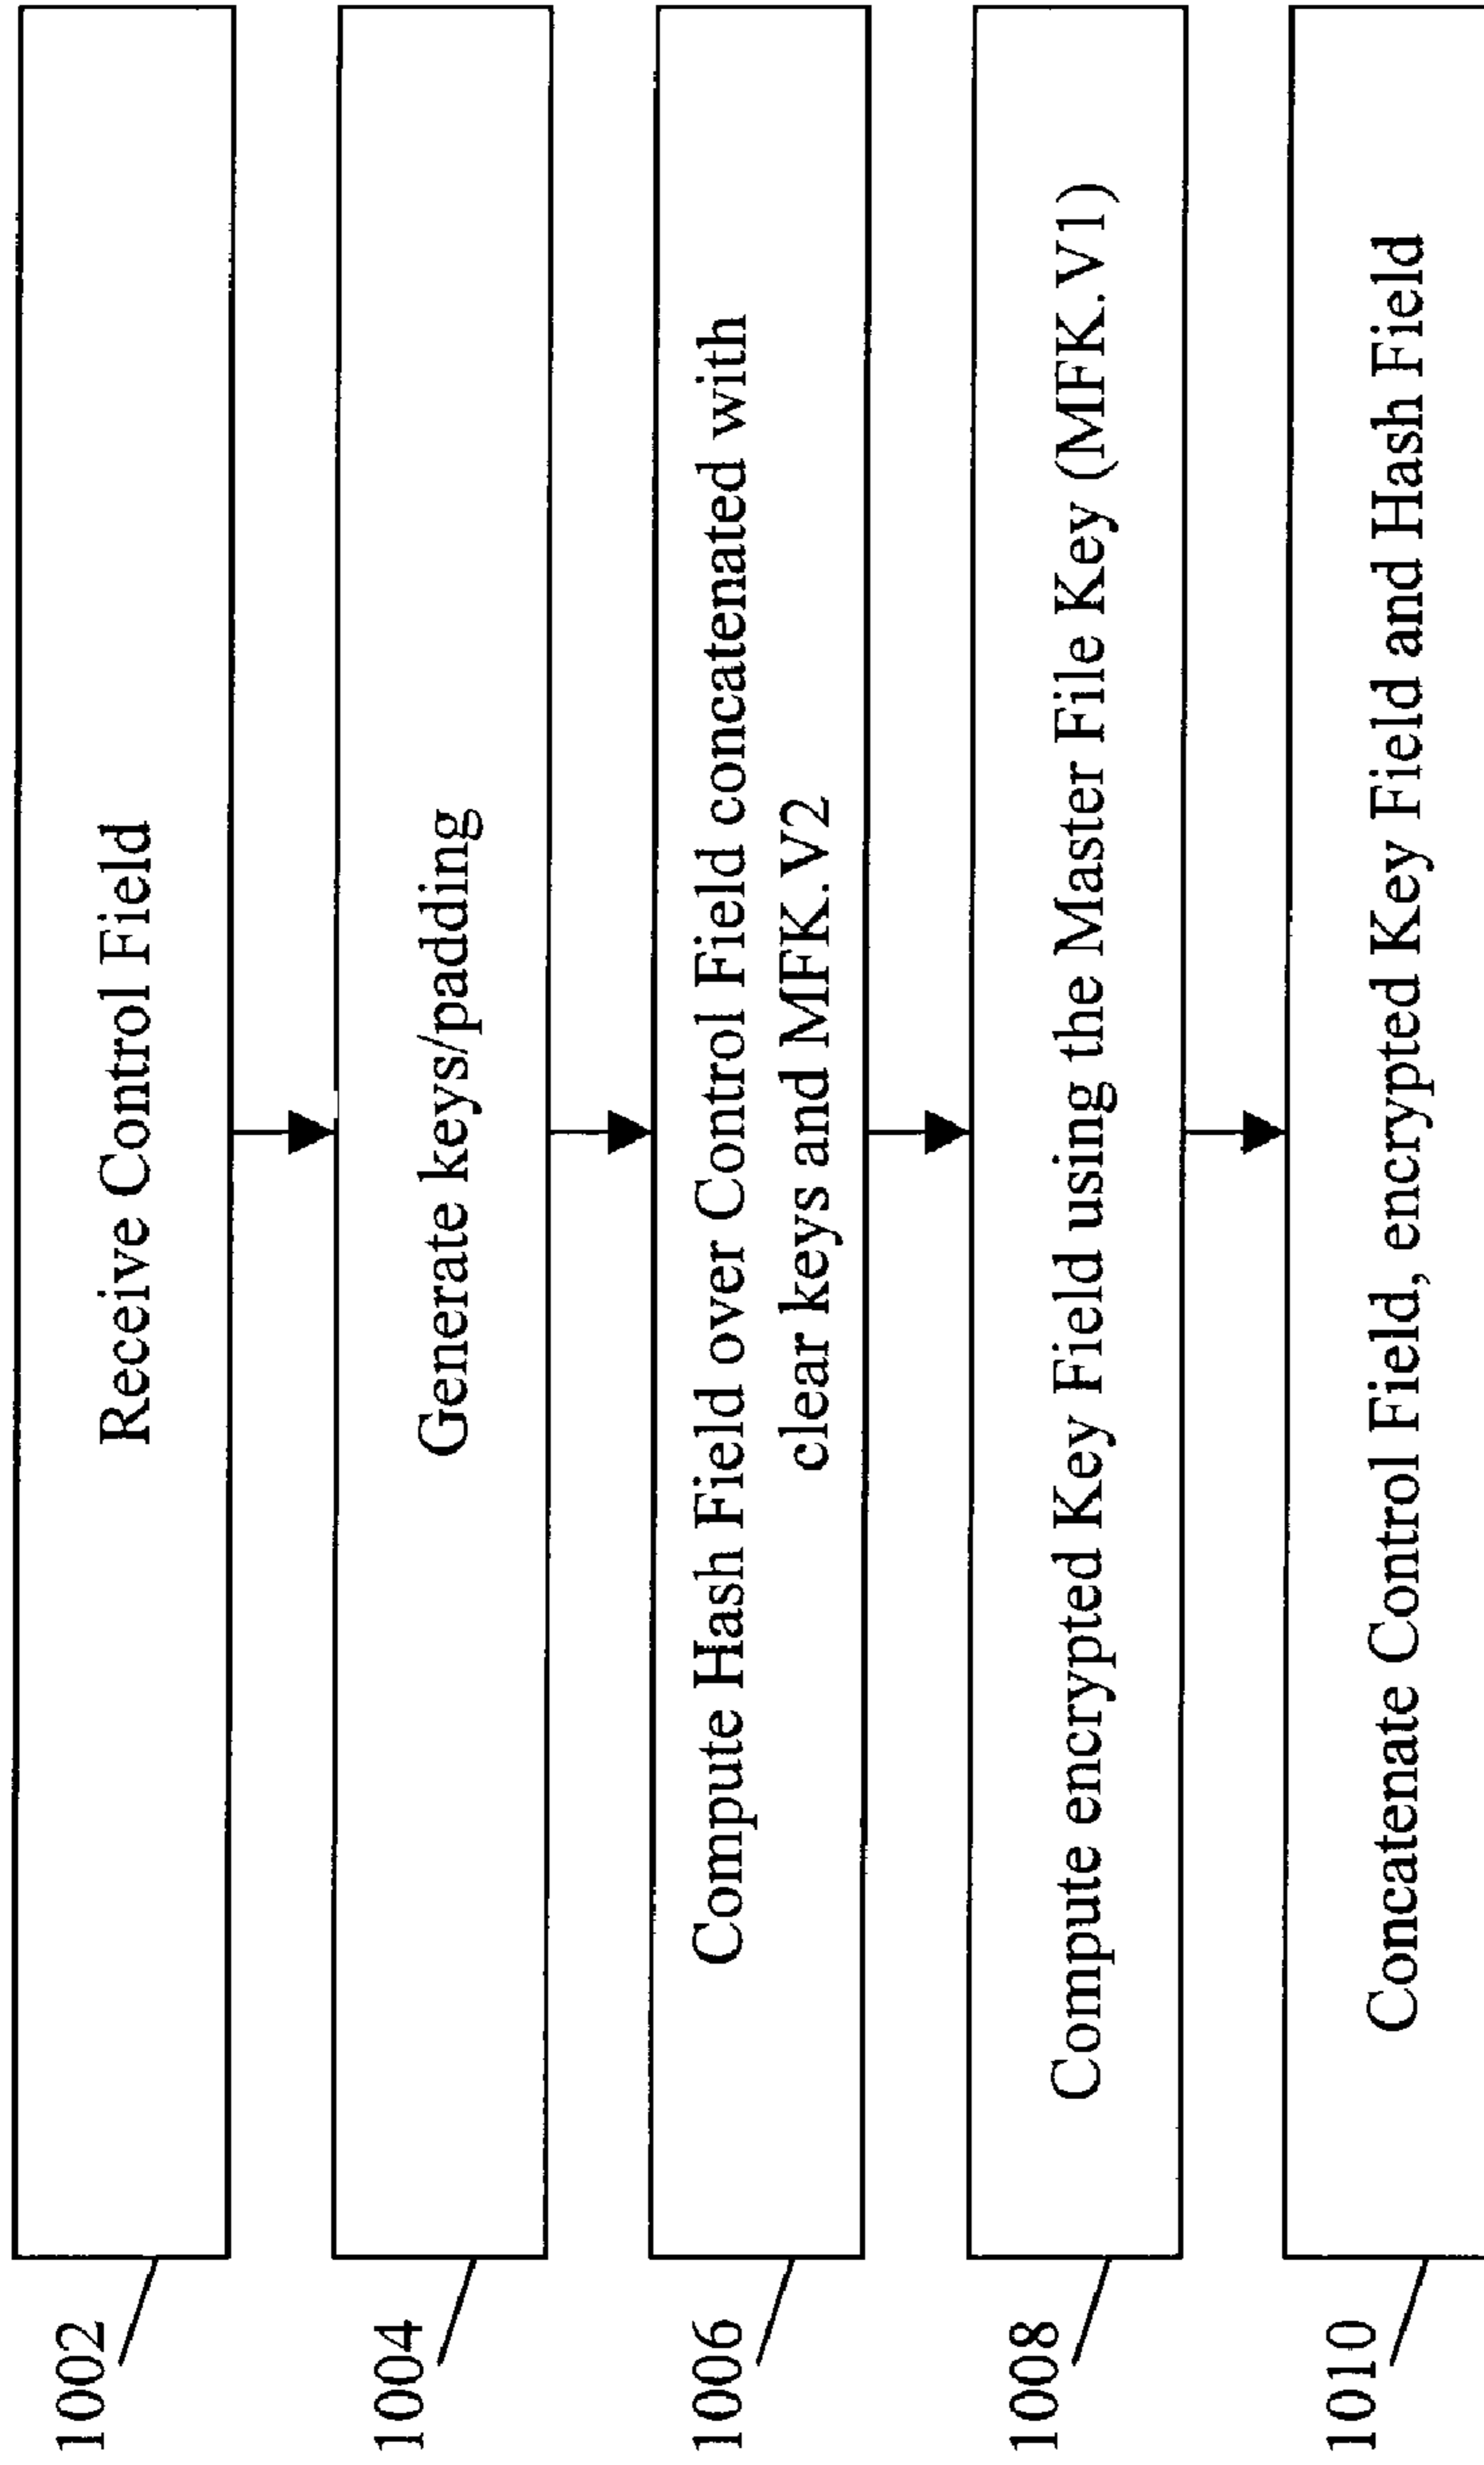 1002
Receive Control Field
1004
Generate keys/padding
1006
Compute Hash Field over Control Field concatenated with
clear keys and MFK.V2
1008
Compute encrypted Key Field using the Master File Key (MFK.V1)
1010
Concatenate Control Field, encrypted Key Field and Hash Field